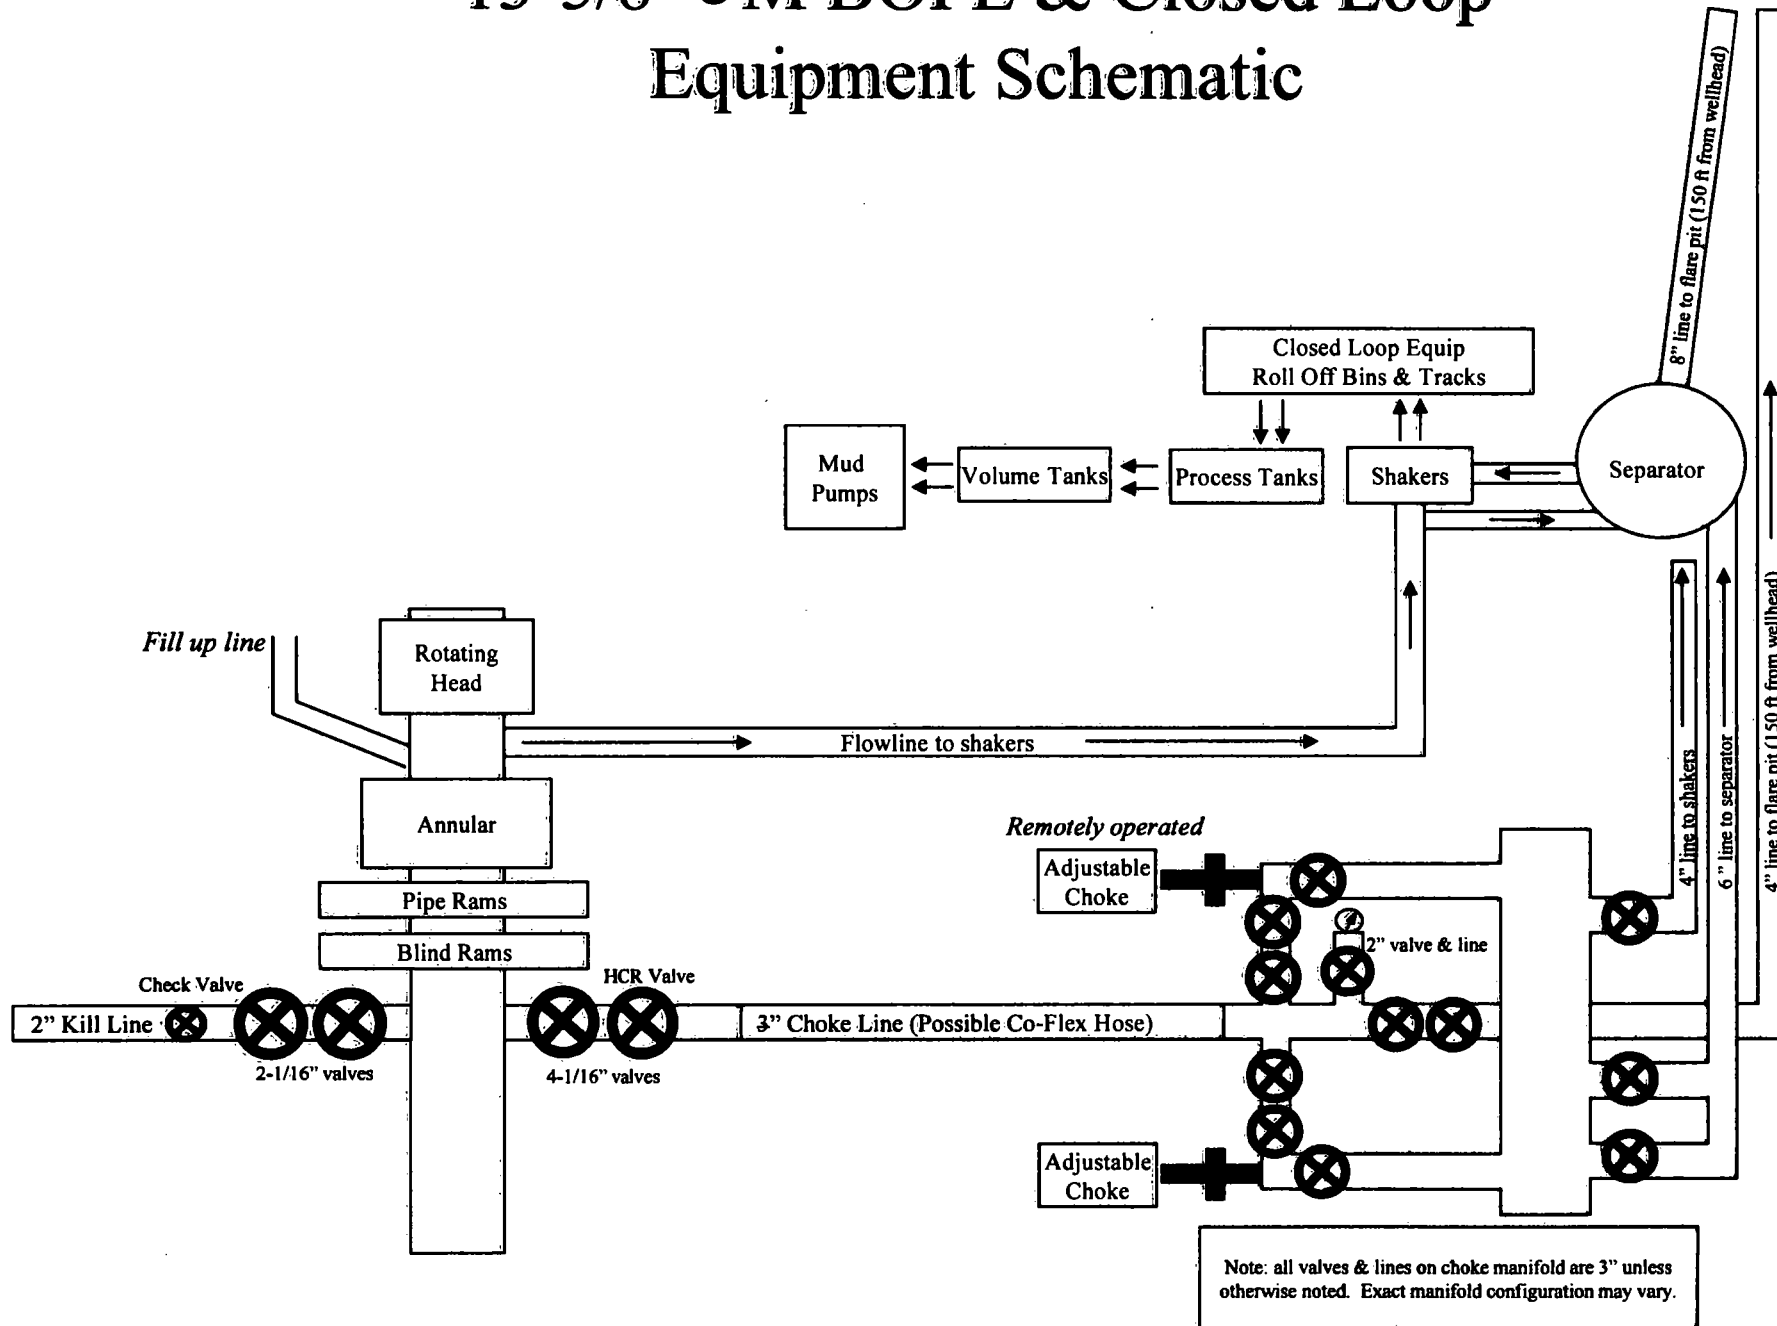 BOPE & Closed Loop
Equipment Schematic
8” line to flare pit (150 ft from wellhead)
Closed Loop Equip
Roll Off Bins & Tracks
Mud
Pumps
Volume Tanks
Process Tanks
Shakers
Separator
Fill up line
Rotating
Head
Flowline to shakers
Annular
Pipe Rams
Blind Rams
Check Valve
HCR Valve
2” Kill Line
3” Choke Line (Possible Co-Flex Hose)
2-1/16” valves
4-1/16” valves
Remotely operated
Adjustable
Choke
2” valve & line
4” line to shakers
6” line to separator
4” line to flare pit (150 ft from wellhead)
Adjustable
Choke
Note: all valves & lines on choke manifold are 3” unless
otherwise noted. Exact manifold configuration may vary.